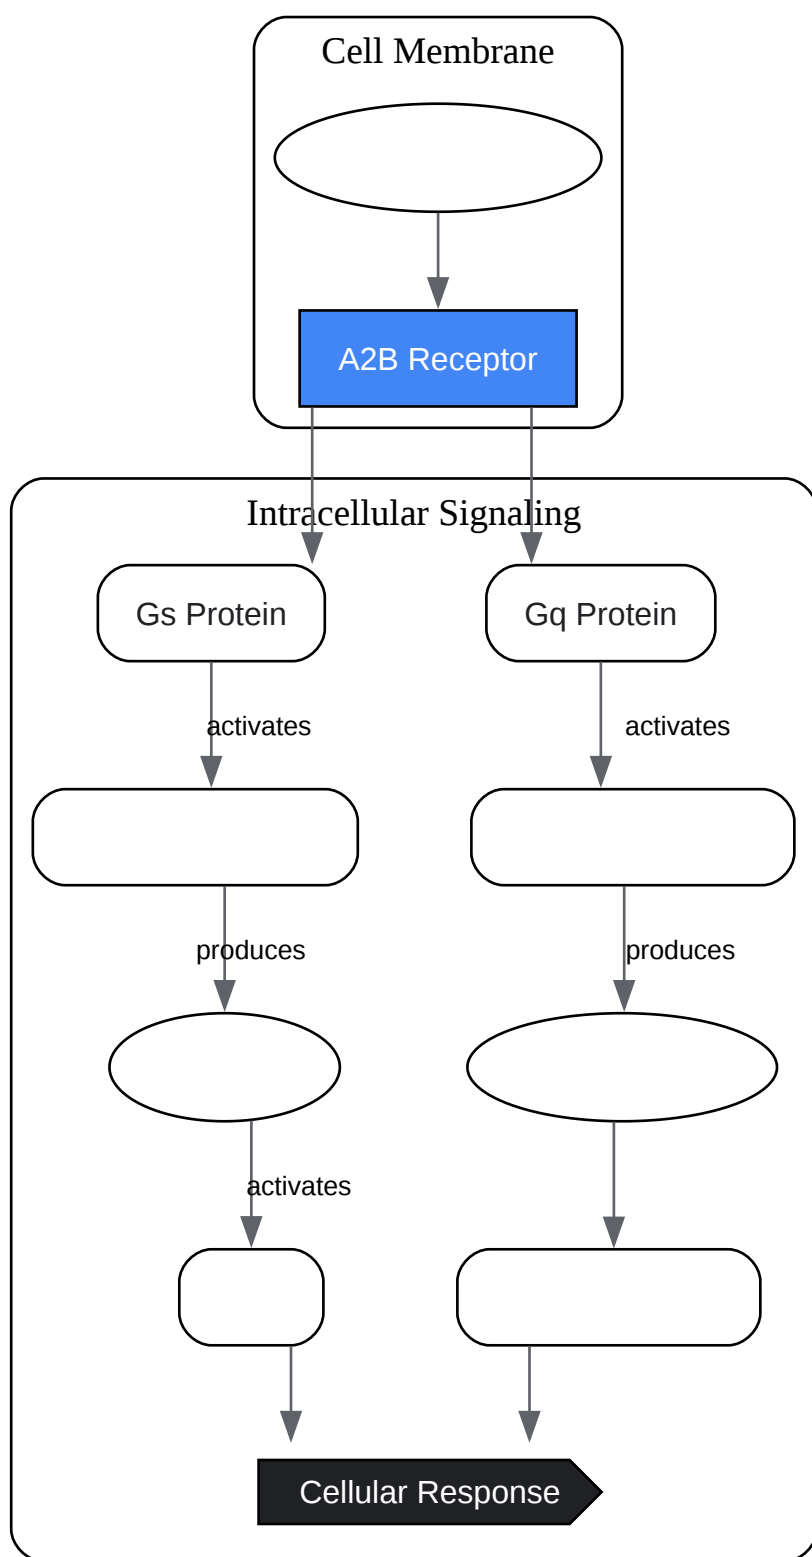 Cell Membrane
A2B Receptor
Intracellular Signaling
Gs Protein
Gq Protein
activates
activates
produces
produces
activates
Cellular Response